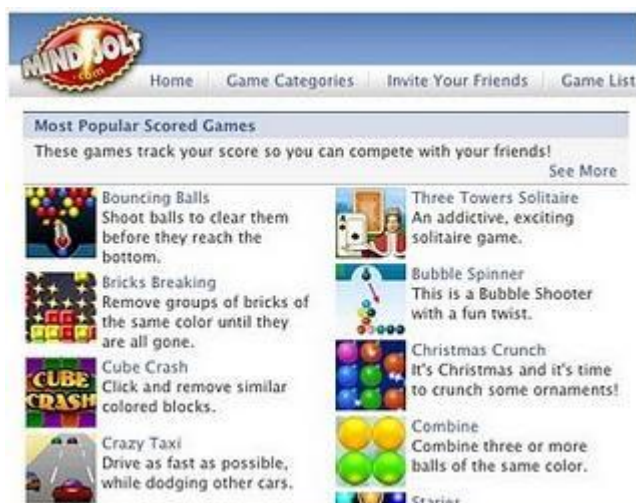 MINDJOLT
.com
Home
Game Categories
Invite Your Friends
Game List
Most Popular Scored Games
These games track your score so you can compete with your friends!
See More
Bouncing Balls
Shoot balls to clear them
before they reach the
bottom.
Bricks Breaking
Remove groups of bricks of
the same color until they
are all gone.
CUBE
CRASH
Cube Crash
Click and remove similar
colored blocks.
Crazy Taxi
Drive as fast as possible,
while dodging other cars.
Three Towers Solitaire
An addictive, exciting
solitaire game.
Bubble Spinner
This is a Bubble Shooter
with a fun twist.
Christmas Crunch
It's Christmas and it's time
to crunch some ornaments!
Combine
Combine three or more
balls of the same color.